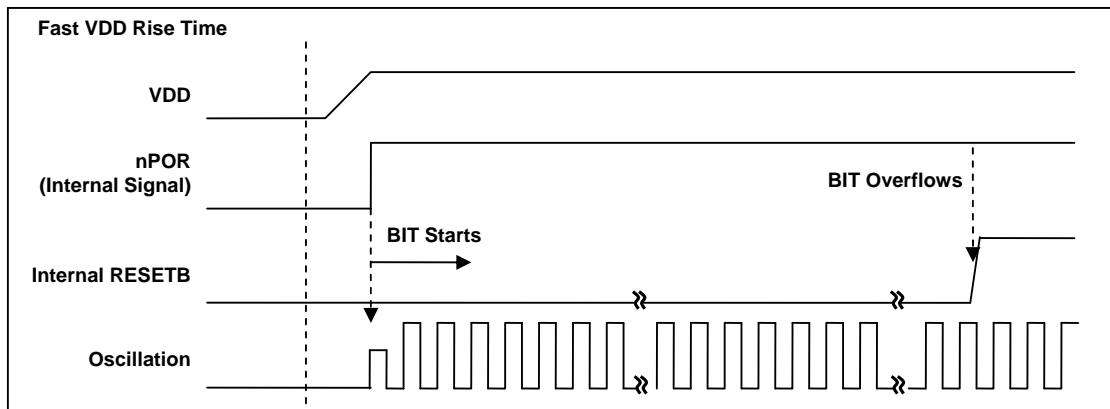 Fast VDD Rise Time
VDD
nPOR
(Internal Signal)
BIT Overflows
BIT Starts
Internal RESETB
Oscillation